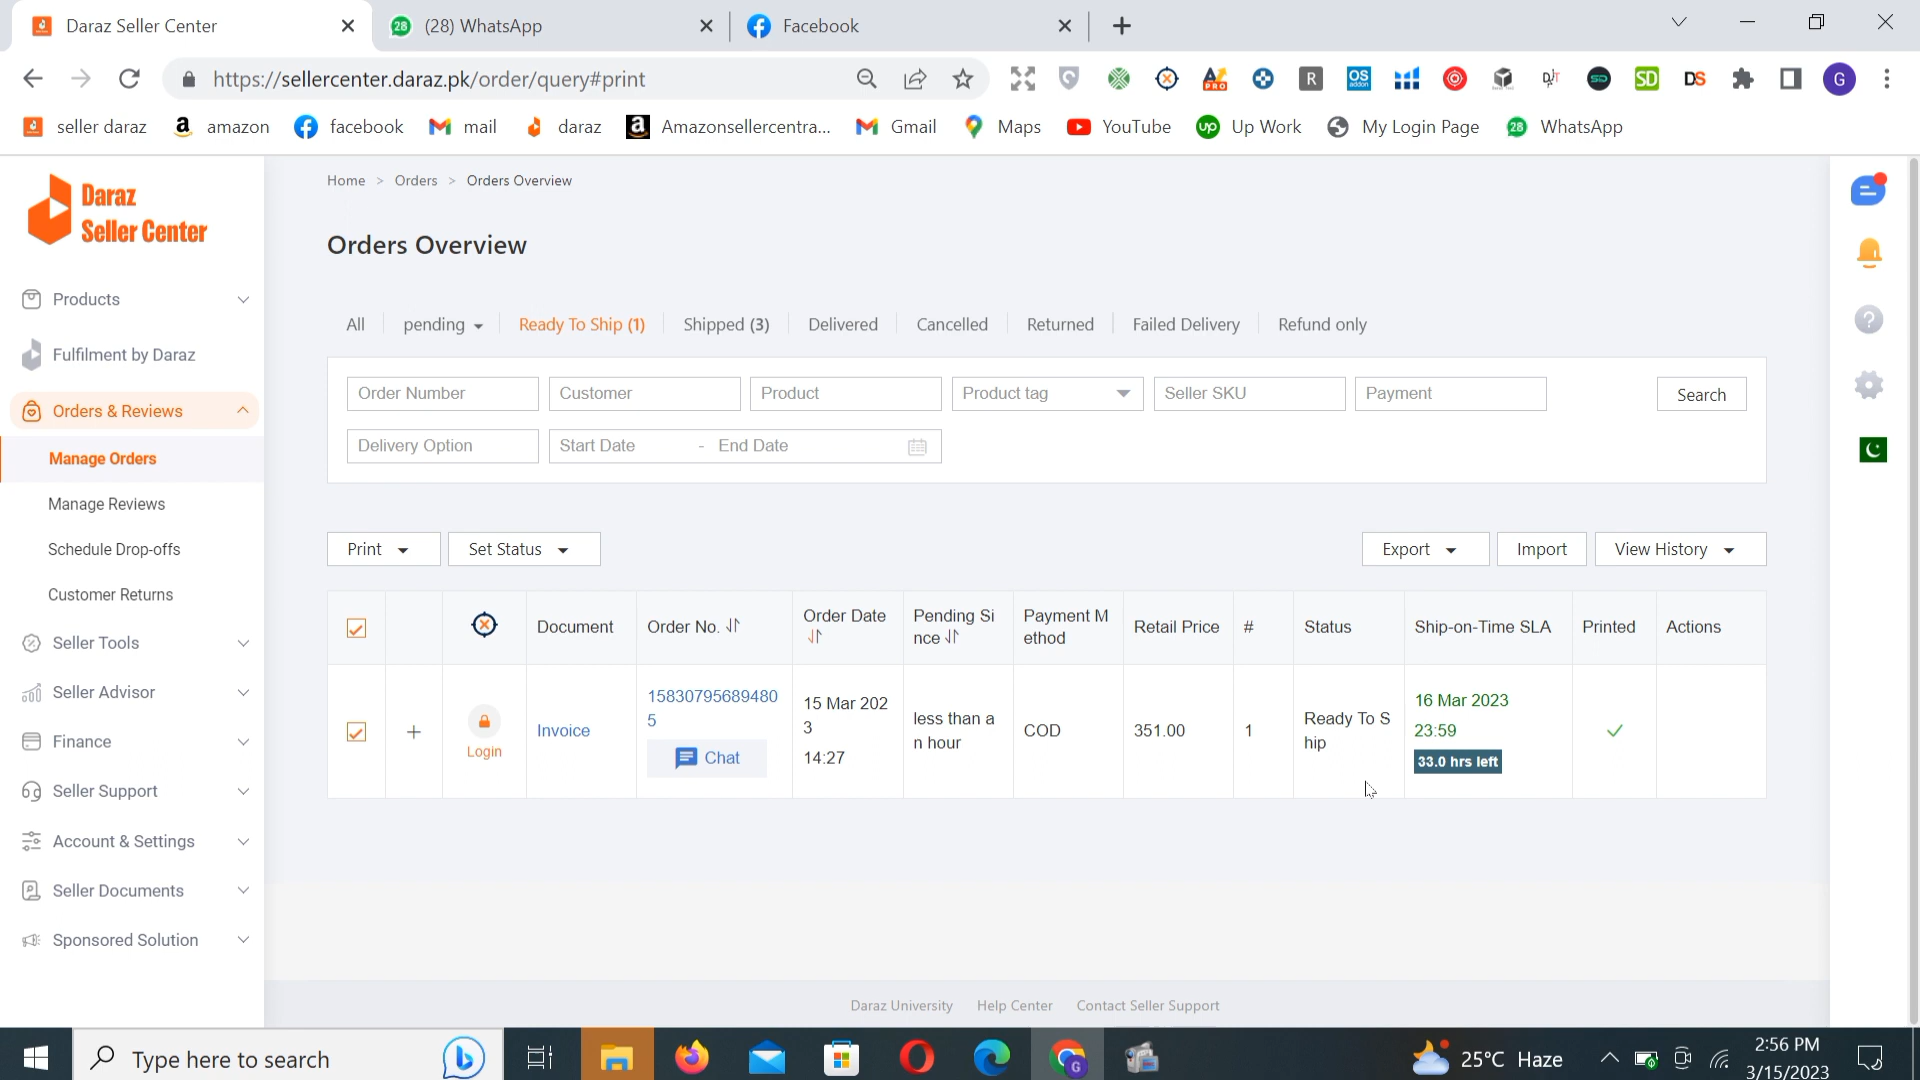 Daraz Seller Center
28
(28) WhatsApp
Facebook
https://sellercenter.daraz.pk/order/query#print
PRO
R
OS
addon
SD
DS
G
seller daraz
amazon
facebook
mail
daraz
Amazonsellercentra...
Gmail
Maps
YouTube
Up Work
My Login Page
28
WhatsApp
Daraz
Seller Center
Home > Orders > Orders Overview
Orders Overview
Products
Fulfilment by Daraz
Orders & Reviews
Manage Orders
Manage Reviews
Schedule Drop-offs
Customer Returns
Seller Tools
Seller Advisor
Finance
Seller Support
Account & Settings
Seller Documents
Sponsored Solution
All
pending
Ready To Ship (1)
Shipped (3)
Delivered
Cancelled
Returned
Failed Delivery
Refund only
Order Number
Customer
Product
Product tag
Seller SKU
Payment
Search
Delivery Option
Start Date - End Date
Print
Set Status
Export
Import
View History
Document
Order No.
Order Date
Pending Si
nce
Payment M
ethod
Retail Price
#
Status
Ship-on-Time SLA
Printed
Actions
+
Login
Invoice
15830795689480
5
Chat
15 Mar 202
3
14:27
less than a
n hour
COD
351.00
1
Ready To S
hip
16 Mar 2023
23:59
33.0 hrs left
Daraz University
Help Center
Contact Seller Support
Type here to search
G
25°C Haze
2:56 PM
3/15/2023